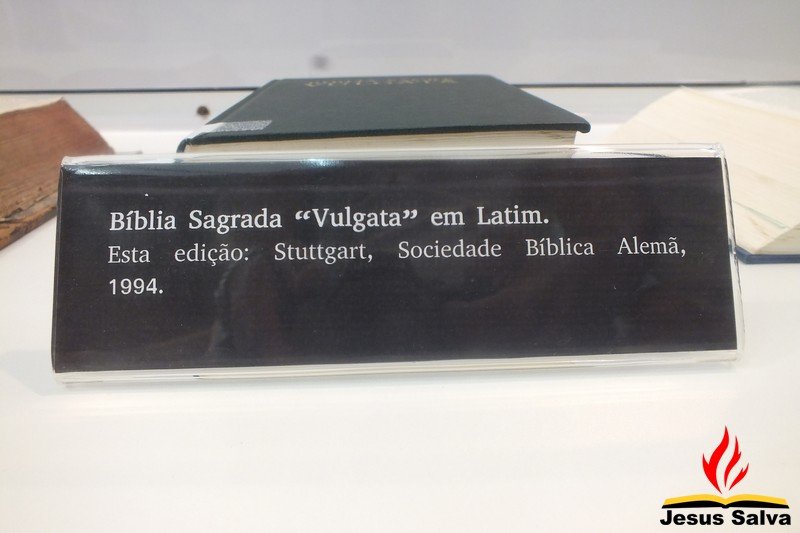 Bíblia Sagrada “Vulgata” em Latim.
Esta edição: Stuttgart, Sociedade Bíblica Alemã,
1994.
Jesus Salva